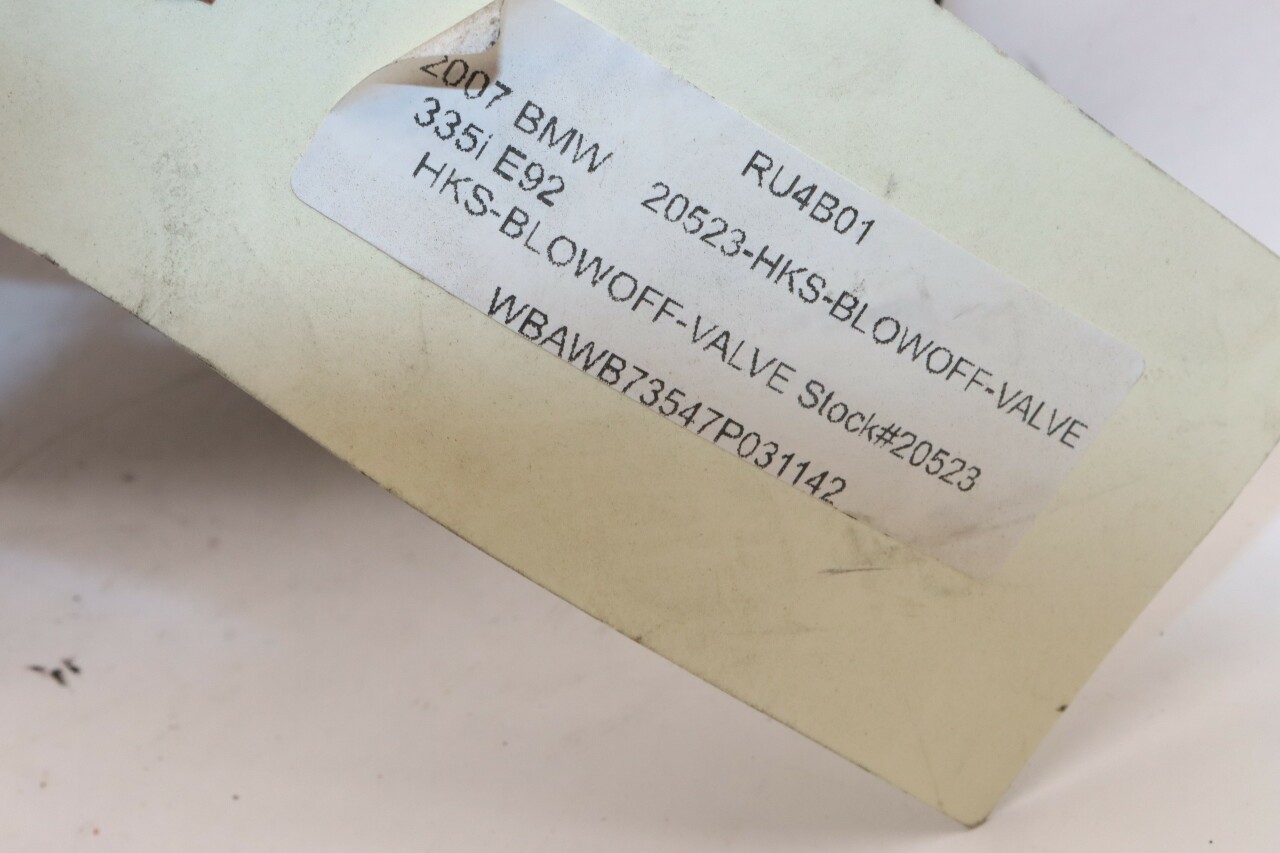 2007 BMW RU4B01
335i E92 20523-HKS-BLOWOFF-VALVE
HKS-BLOWOFF-VALVE Stock#20523
WBAWB73547P031142